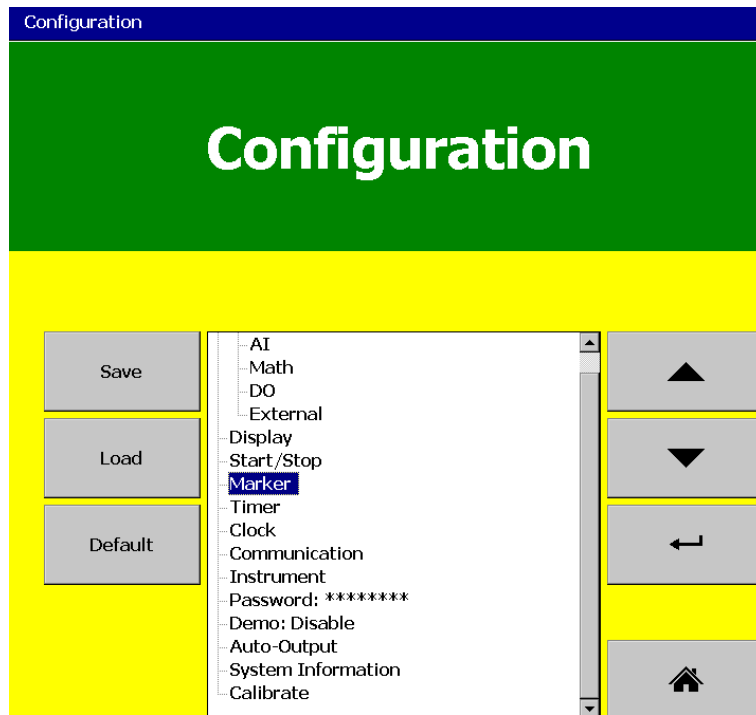 Configuration
Configuration
Save
Load
Default
AI
Math
DO
External
Display
Start/Stop
Marker
Timer
Clock
Communication
Instrument
Password: ********
Demo: Disable
Auto-Output
System Information
Calibrate